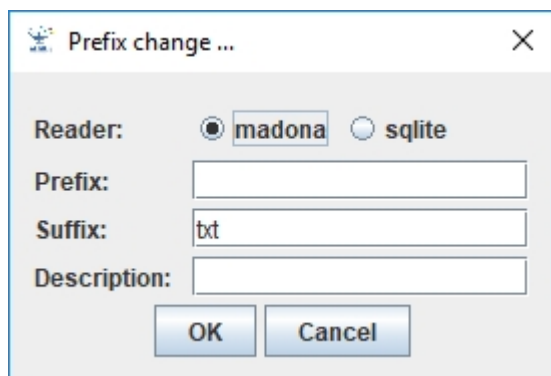 Prefix change ...
Reader: madona sqlite
Prefix:
Suffix: txt
Description:
OK Cancel